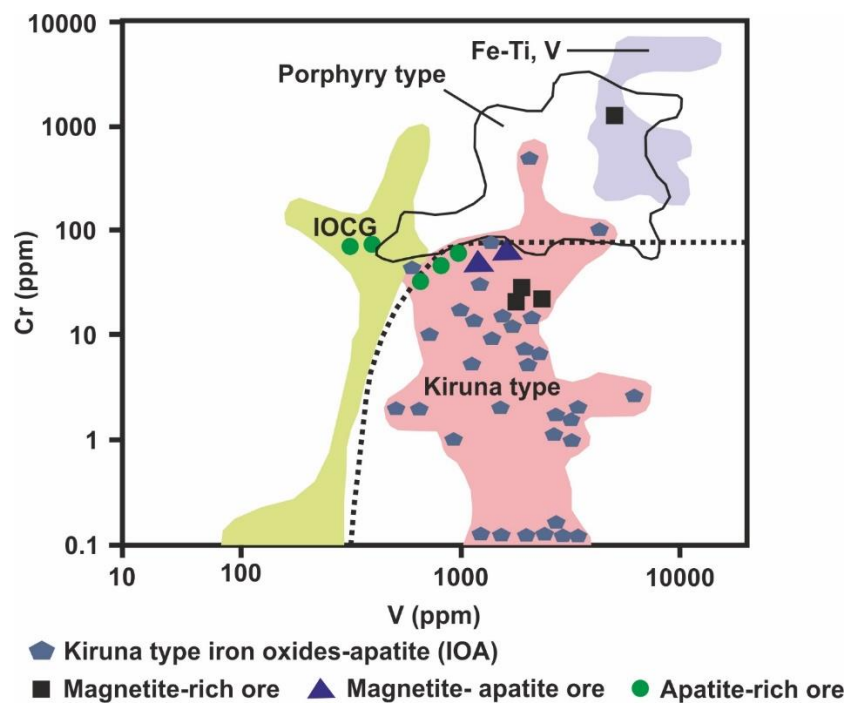 10000
Fe-Ti, V
Porphyry type
1000
IOCG
100
Cr (ppm)
10
Kiruna type
1
0.1
10
100
1000
10000
V (ppm)
Kiruna type iron oxides-apatite (IOA)
Magnetite-rich ore Magnetite- apatite ore Apatite-rich ore